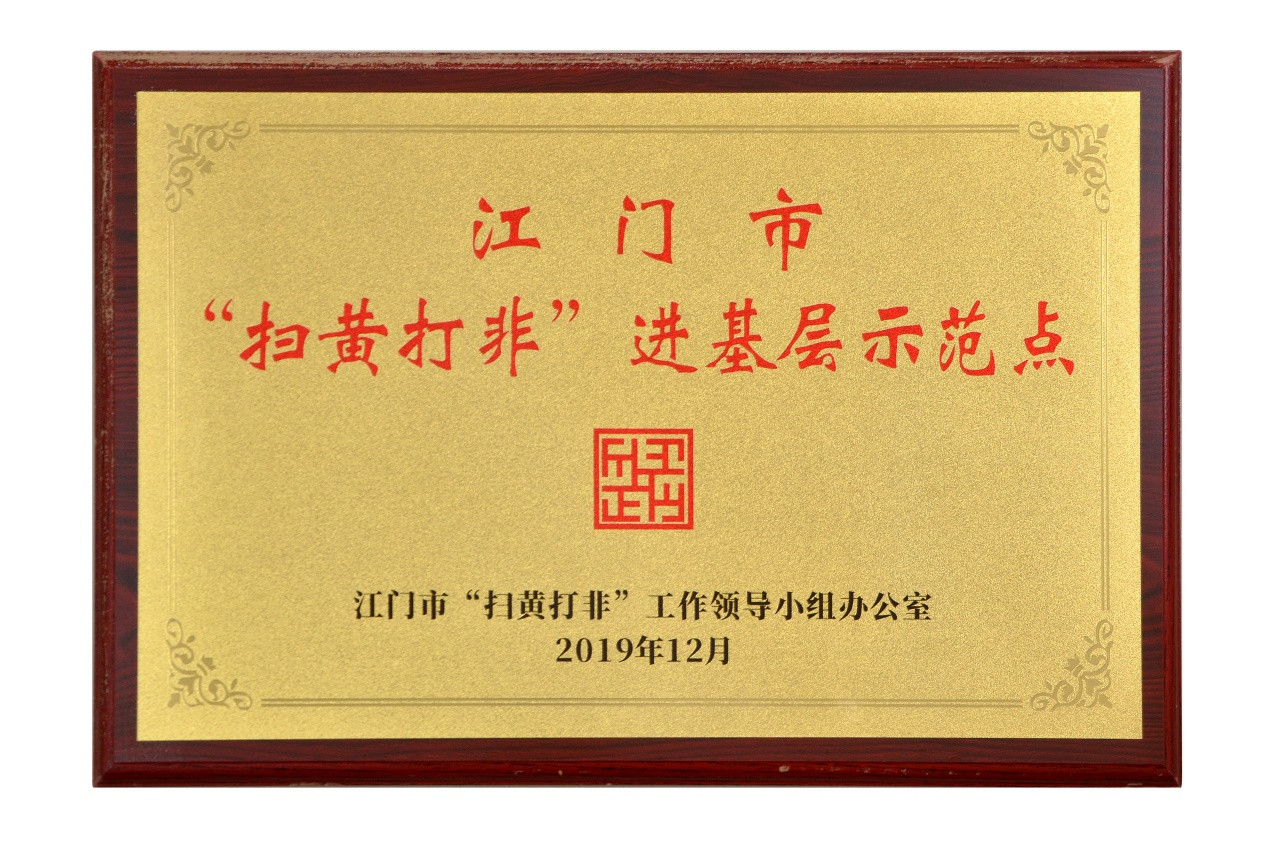 江门市
“扫黄打非”进基层示范点
江门市“扫黄打非”工作领导小组办公室
2019年12月